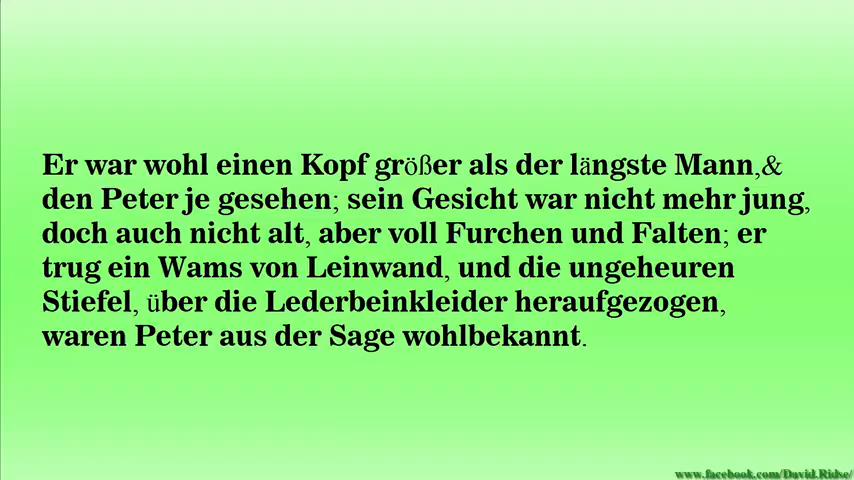 Er war wohl einen Kopf größer als der längste Mann,&
den Peter je gesehen; sein Gesicht war nicht mehr jung,
doch auch nicht alt, aber voll Furchen und Falten; er
trug ein Wams von Leinwand, und die ungeheuren
Stiefel, über die Lederbeinkleider heraufgezogen,
waren Peter aus der Sage wohlbekannt.
www.facebook.com/David.Ridse/